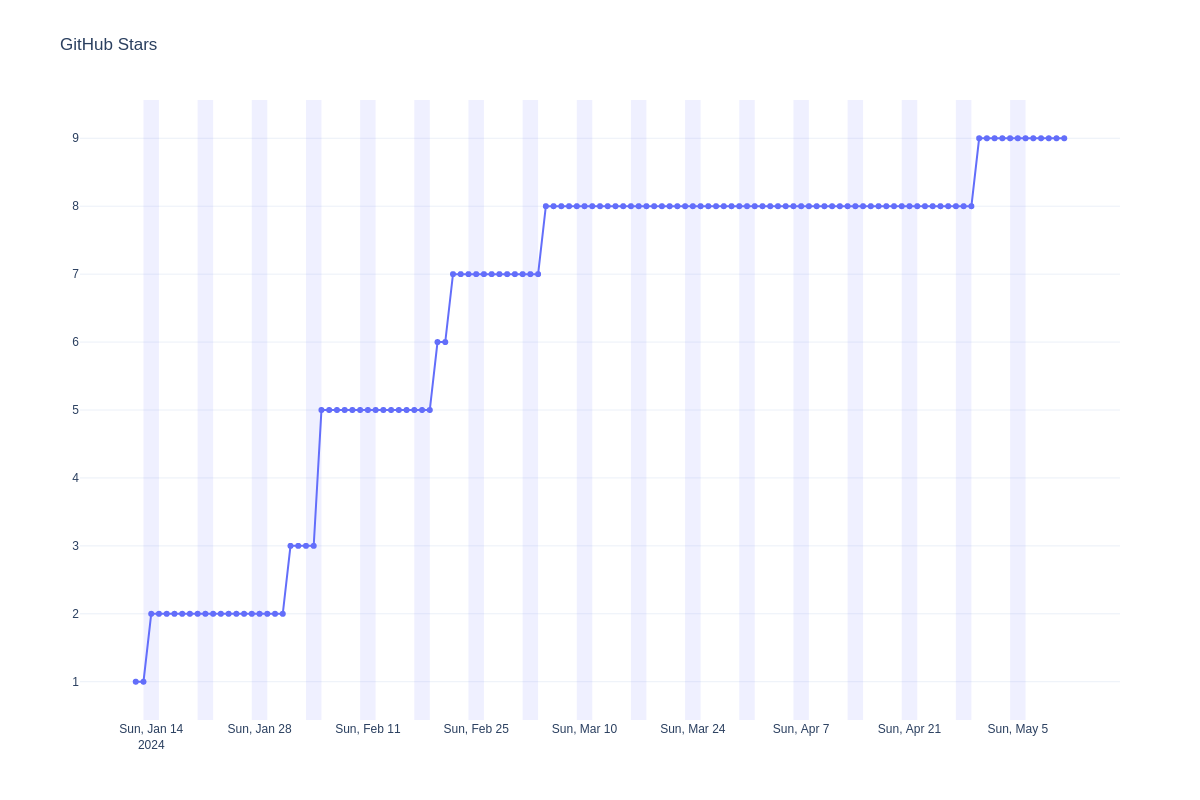 GitHub Stars
9
8
7
6
5
4
3
2
1
Sun, Jan 14
2024
Sun, Jan 28
Sun, Feb 11
Sun, Feb 25
Sun, Mar 10
Sun, Mar 24
Sun, Apr 7
Sun, Apr 21
Sun, May 5